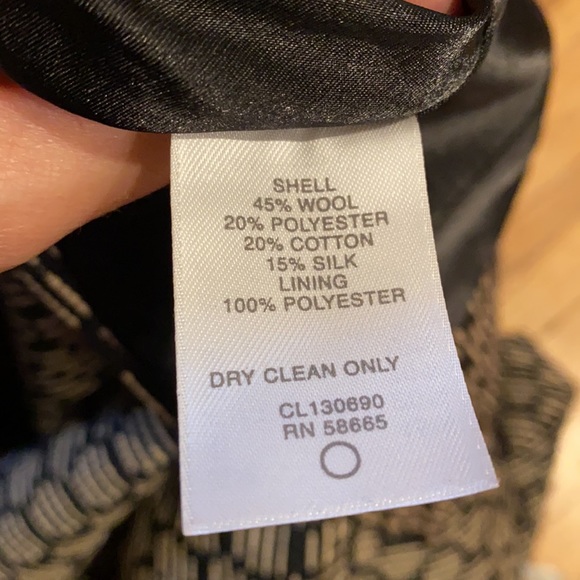 SHELL
45% WOOL
20% POLYESTER
20% COTTON
15% SILK
LINING
100% POLYESTER
DRY CLEAN ONLY
CL130690
RN 58665